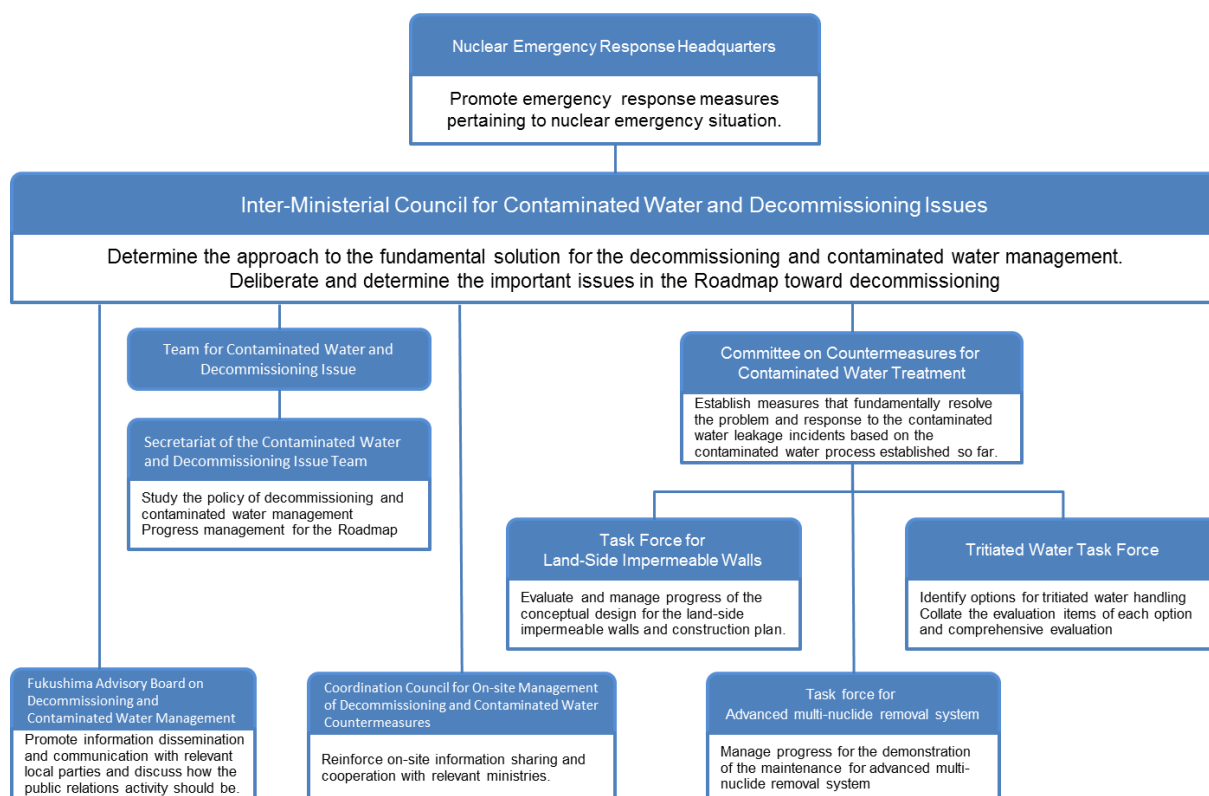 Nuclear Emergency Response Headquarters
Promote emergency response measures
pertaining to nuclear emergency situation.
Inter-Ministerial Council for Contaminated Water and Decommissioning Issues
Determine the approach to the fundamental solution for the decommissioning and contaminated water management.
Deliberate and determine the important issues in the Roadmap toward decommissioning
Team for Contaminated Water and
Decommissioning Issue
Secretariat of the Contaminated Water
and Decommissioning Issue Team
Study the policy of decommissioning and
contaminated water management
Progress management for the Roadmap
Committee on Countermeasures for
Contaminated Water Treatment
Establish measures that fundamentally resolve
the problem and response to the contaminated
water leakage incidents based on the
contaminated water process established so far.
Task Force for
Land-Side Impermeable Walls
Evaluate and manage progress of the
conceptual design for the land-side
impermeable walls and construction plan.
Tritiated Water Task Force
Identify options for tritiated water handling
Collate the evaluation items of each option
and comprehensive evaluation
Fukushima Advisory Board on
Decommissioning and
Contaminated Water Management
Promote information dissemination
and communication with relevant
local parties and discuss how the
public relations activity should be.
Coordination Council for On-site Management
of Decommissioning and Contaminated Water
Countermeasures
Reinforce on-site information sharing and
cooperation with relevant ministries.
Task force for
Advanced multi-nuclide removal system
Manage progress for the demonstration
of the maintenance for advanced multi-
nuclide removal system